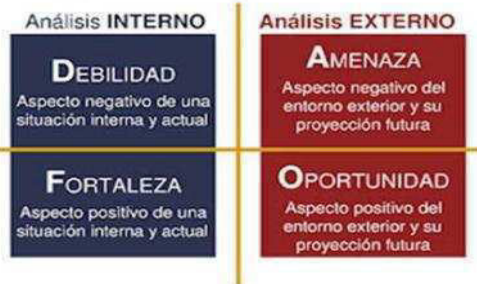 Análisis INTERNO
Análisis EXTERNO
DEBILIDAD
Aspecto negativo de una
situación interna y actual
AMENAZA
Aspecto negativo del
entorno exterior y su
proyección futura
FORTALEZA
Aspecto positivo de una
situación interna y actual
OPORTUNIDAD
Aspecto positivo del
entorno exterior y su
proyección futura